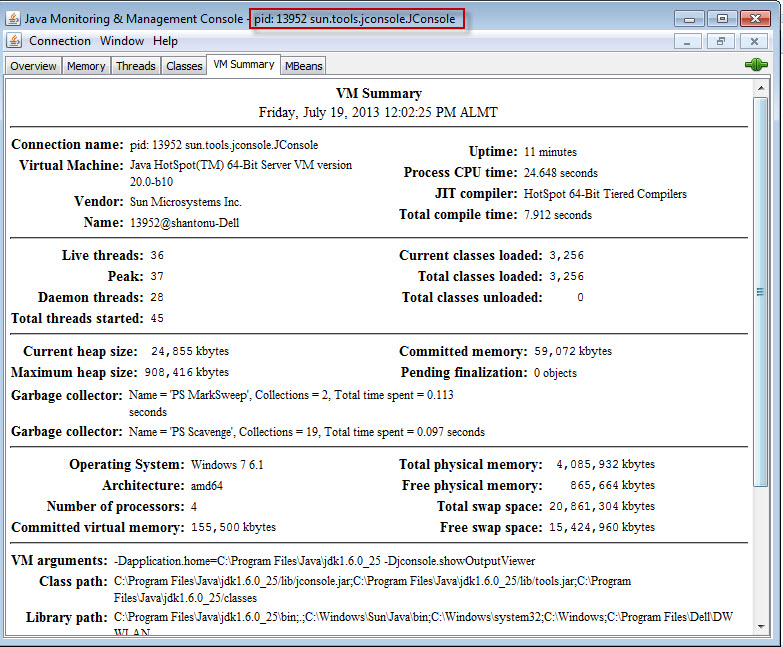 Java Monitoring & Management Console - pid: 13952 sun.tools.jconsole.JConsole
Connection Window Help
Overview Memory Threads Classes VM Summary MBeans
VM Summary
Friday, July 19, 2013 12:02:25 PM ALMT
Connection name: pid: 13952 sun.tools.jconsole.JConsole
Virtual Machine: Java HotSpot(TM) 64-Bit Server VM version
20.0-b10
Vendor: Sun Microsystems Inc.
Name: 13952@shantonu-Dell
Uptime: 11 minutes
Process CPU time: 24.648 seconds
JIT compiler: HotSpot 64-Bit Tiered Compilers
Total compile time: 7.912 seconds
Live threads: 36
Peak: 37
Daemon threads: 28
Total threads started: 45
Current classes loaded: 3,256
Total classes loaded: 3,256
Total classes unloaded: 0
Current heap size: 24,855 kbytes
Maximum heap size: 908,416 kbytes
Committed memory: 59,072 kbytes
Pending finalization: 0 objects
Garbage collector: Name = 'PS MarkSweep', Collections = 2, Total time spent = 0.113
seconds
Garbage collector: Name = 'PS Scavenge', Collections = 19, Total time spent = 0.097 seconds
Operating System: Windows 7 6.1
Architecture: amd64
Number of processors: 4
Committed virtual memory: 155,500 kbytes
Total physical memory: 4,085,932 kbytes
Free physical memory: 865,664 kbytes
Total swap space: 20,861,304 kbytes
Free swap space: 15,424,960 kbytes
VM arguments: -Dapplication.home=C:\Program Files\Java\jdk1.6.0_25 -Djconsole.showOutputViewer
Class path: C:\Program Files\Java\jdk1.6.0_25/lib/jconsole.jar;C:\Program Files\Java\jdk1.6.0_25/lib/tools.jar;C:\Program
Files\Java\jdk1.6.0_25/classes
Library path: C:\Program Files\Java\jdk1.6.0_25\bin;.;C:\Windows\Sun\Java\bin;C:\Windows\system32;C:\Windows;C:\Program Files\Dell\DW
WLAN